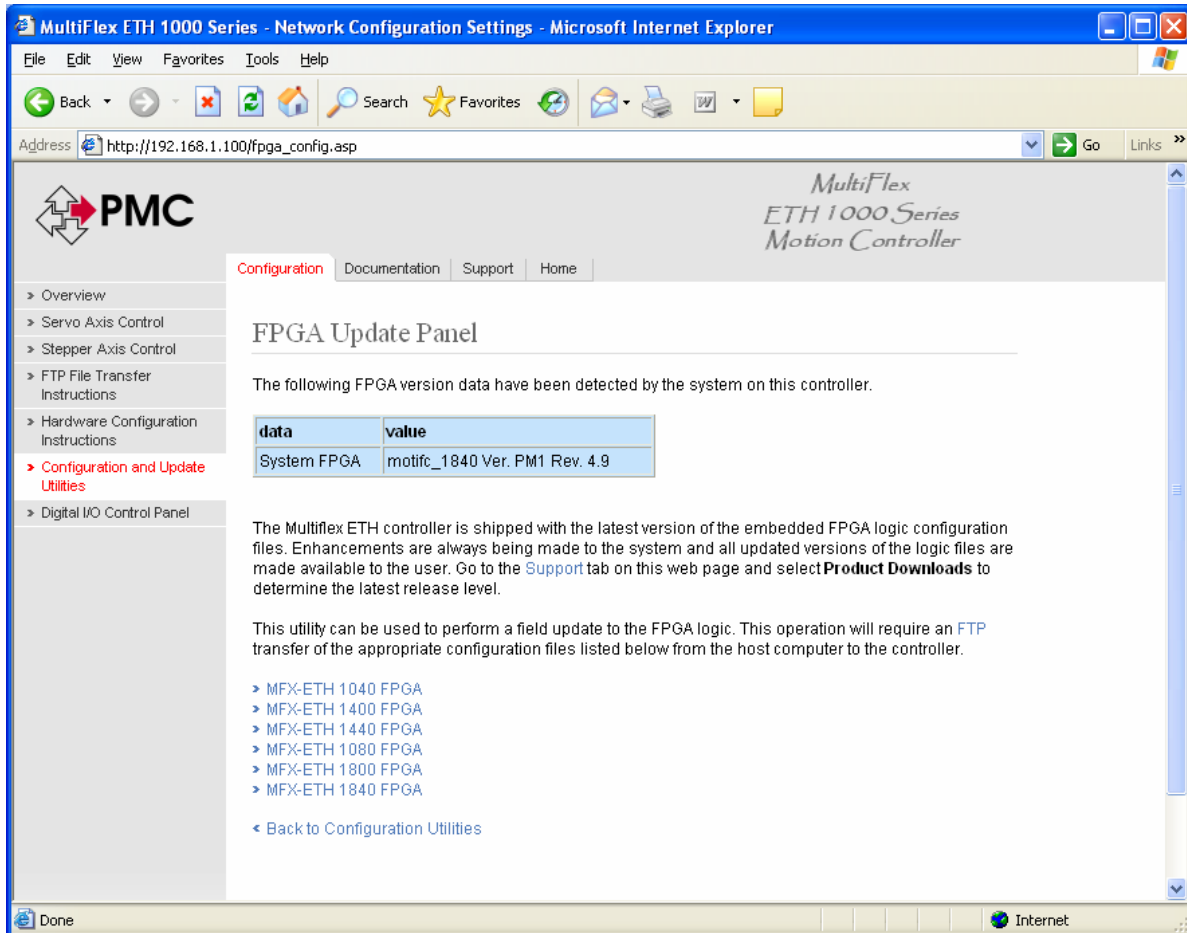 MultiFlex ETH 1000 Series - Network Configuration Settings - Microsoft Internet Explorer
File Edit View Favorites Tools Help
Back Search Favorites
Address http://192.168.1.100/fpga_config.asp Go Links »
PMC
MultiFlex
ETH 1000 Series
Motion Controller
Configuration Documentation Support Home
> Overview
> Servo Axis Control
> Stepper Axis Control
> FTP File Transfer
Instructions
> Hardware Configuration
Instructions
> Configuration and Update
Utilities
> Digital I/O Control Panel
FPGA Update Panel
The following FPGA version data have been detected by the system on this controller.
data value
System FPGA motifc_1840 Ver. PM1 Rev. 4.9
The Multiflex ETH controller is shipped with the latest version of the embedded FPGA logic configuration
files. Enhancements are always being made to the system and all updated versions of the logic files are
made available to the user. Go to the Support tab on this web page and select Product Downloads to
determine the latest release level.
This utility can be used to perform a field update to the FPGA logic. This operation will require an FTP
transfer of the appropriate configuration files listed below from the host computer to the controller.
> MFX-ETH 1040 FPGA
> MFX-ETH 1400 FPGA
> MFX-ETH 1440 FPGA
> MFX-ETH 1080 FPGA
> MFX-ETH 1800 FPGA
> MFX-ETH 1840 FPGA
< Back to Configuration Utilities
Done Internet